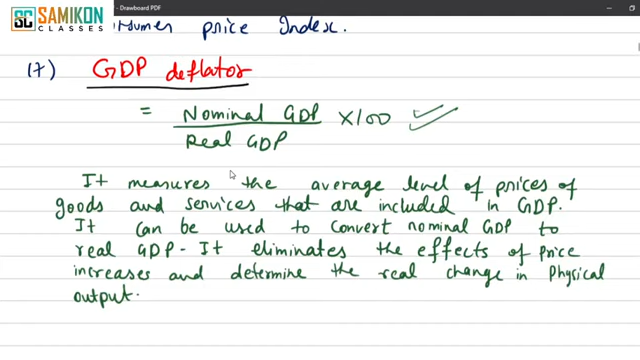 SAMIKON
CLASSES
- Drawboard PDF
Price Index.
(7) GDP deflator
= Nominal GDP × 100
Real GDP
It measures the average level of prices of
goods and services that are included in GDP.
It can be used to convert nominal GDP to
real GDP - It eliminates the effects of price
increases and determine the real change in Physical
output.